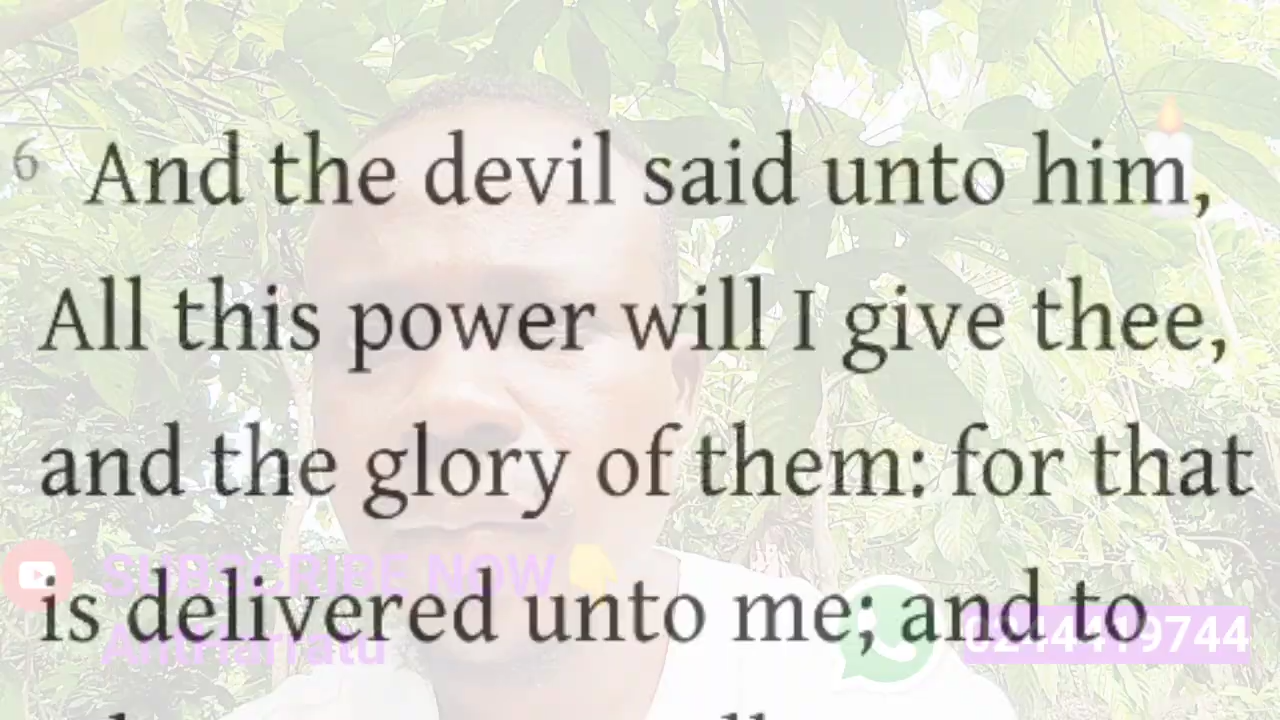 6 And the devil said unto him,
All this power will I give thee,
and the glory of them: for that
SUBSCRIBE NOW
is delivered unto me; and to
0244419744